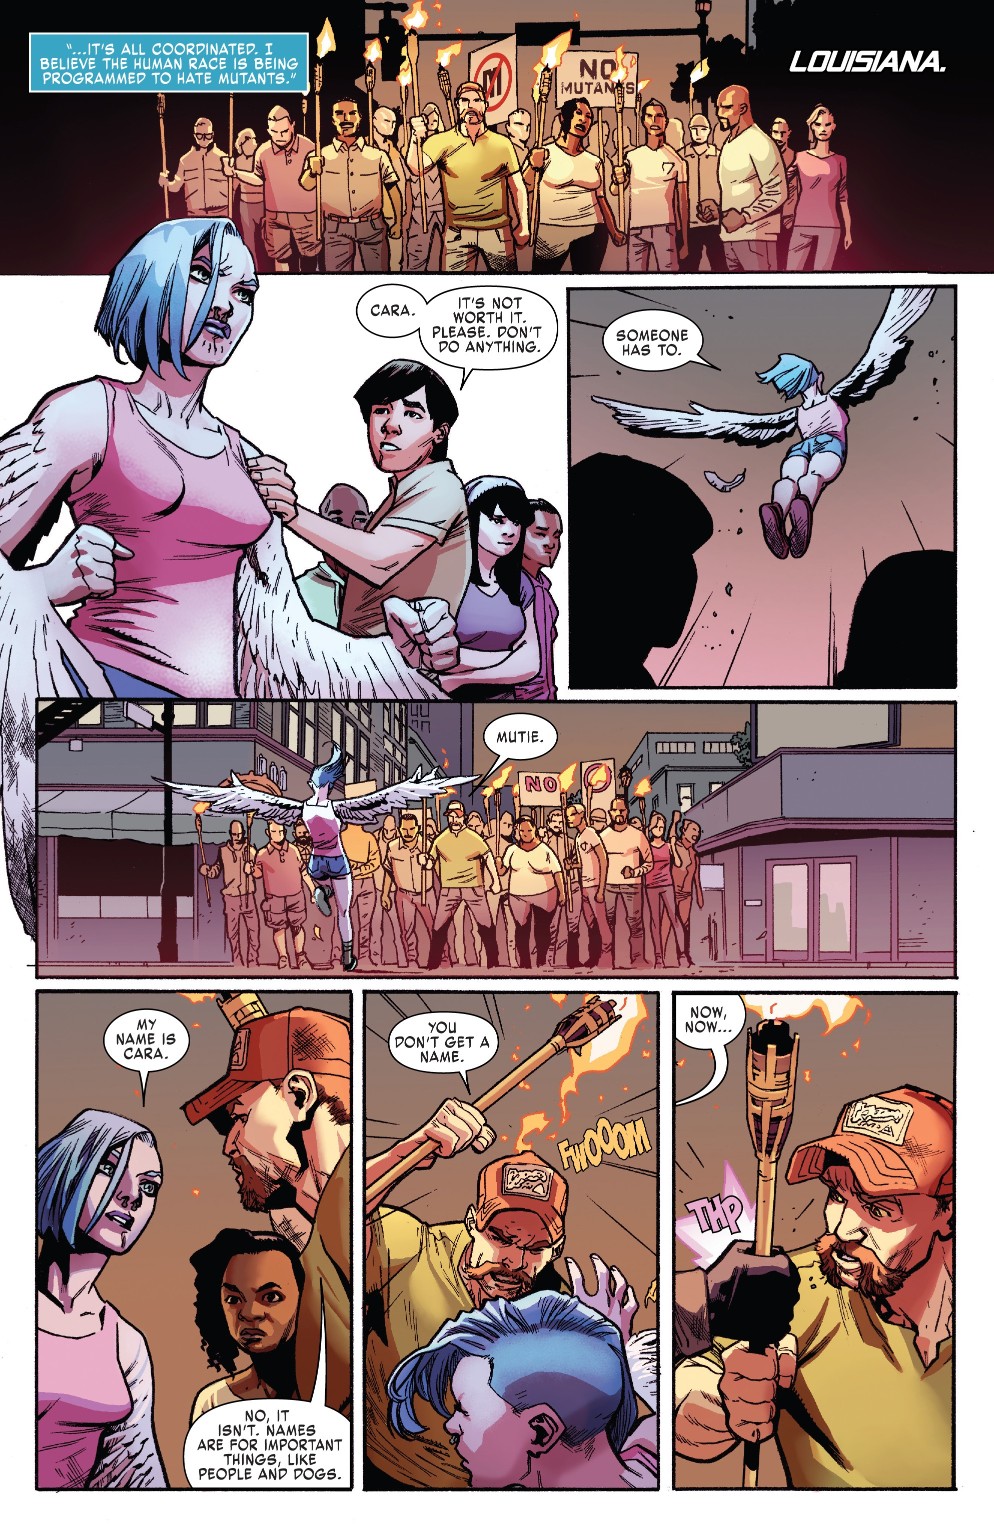 "...IT'S ALL COORDINATED. I
BELIEVE THE HUMAN RACE IS BEING
PROGRAMMED TO HATE MUTANTS."
LOUISIANA.
M
NO
MUTANTS
CARA.
IT'S NOT
WORTH IT.
PLEASE. DON'T
DO ANYTHING.
SOMEONE
HAS TO.
MUTIE.
NO
MY
NAME IS
CARA.
NO, IT
ISN'T. NAMES
ARE FOR IMPORTANT
THINGS, LIKE
PEOPLE AND DOGS.
YOU
DON'T GET A
NAME.
FWOOOM
NOW,
NOW...
THP